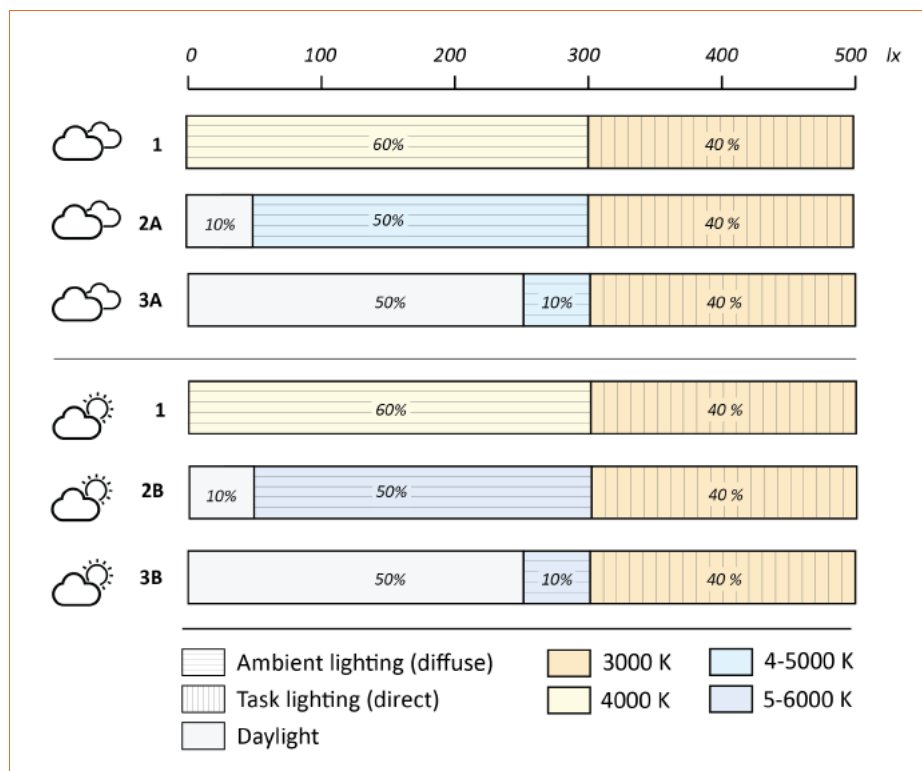 0 100 200 300 400 500 lx
1 60% 40 %
2A 10% 50% 40 %
3A 50% 10% 40 %
1 60% 40 %
2B 10% 50% 40 %
3B 50% 10% 40 %
Ambient lighting (diffuse) 3000 K 4-5000 K
Task lighting (direct) 4000 K 5-6000 K
Daylight